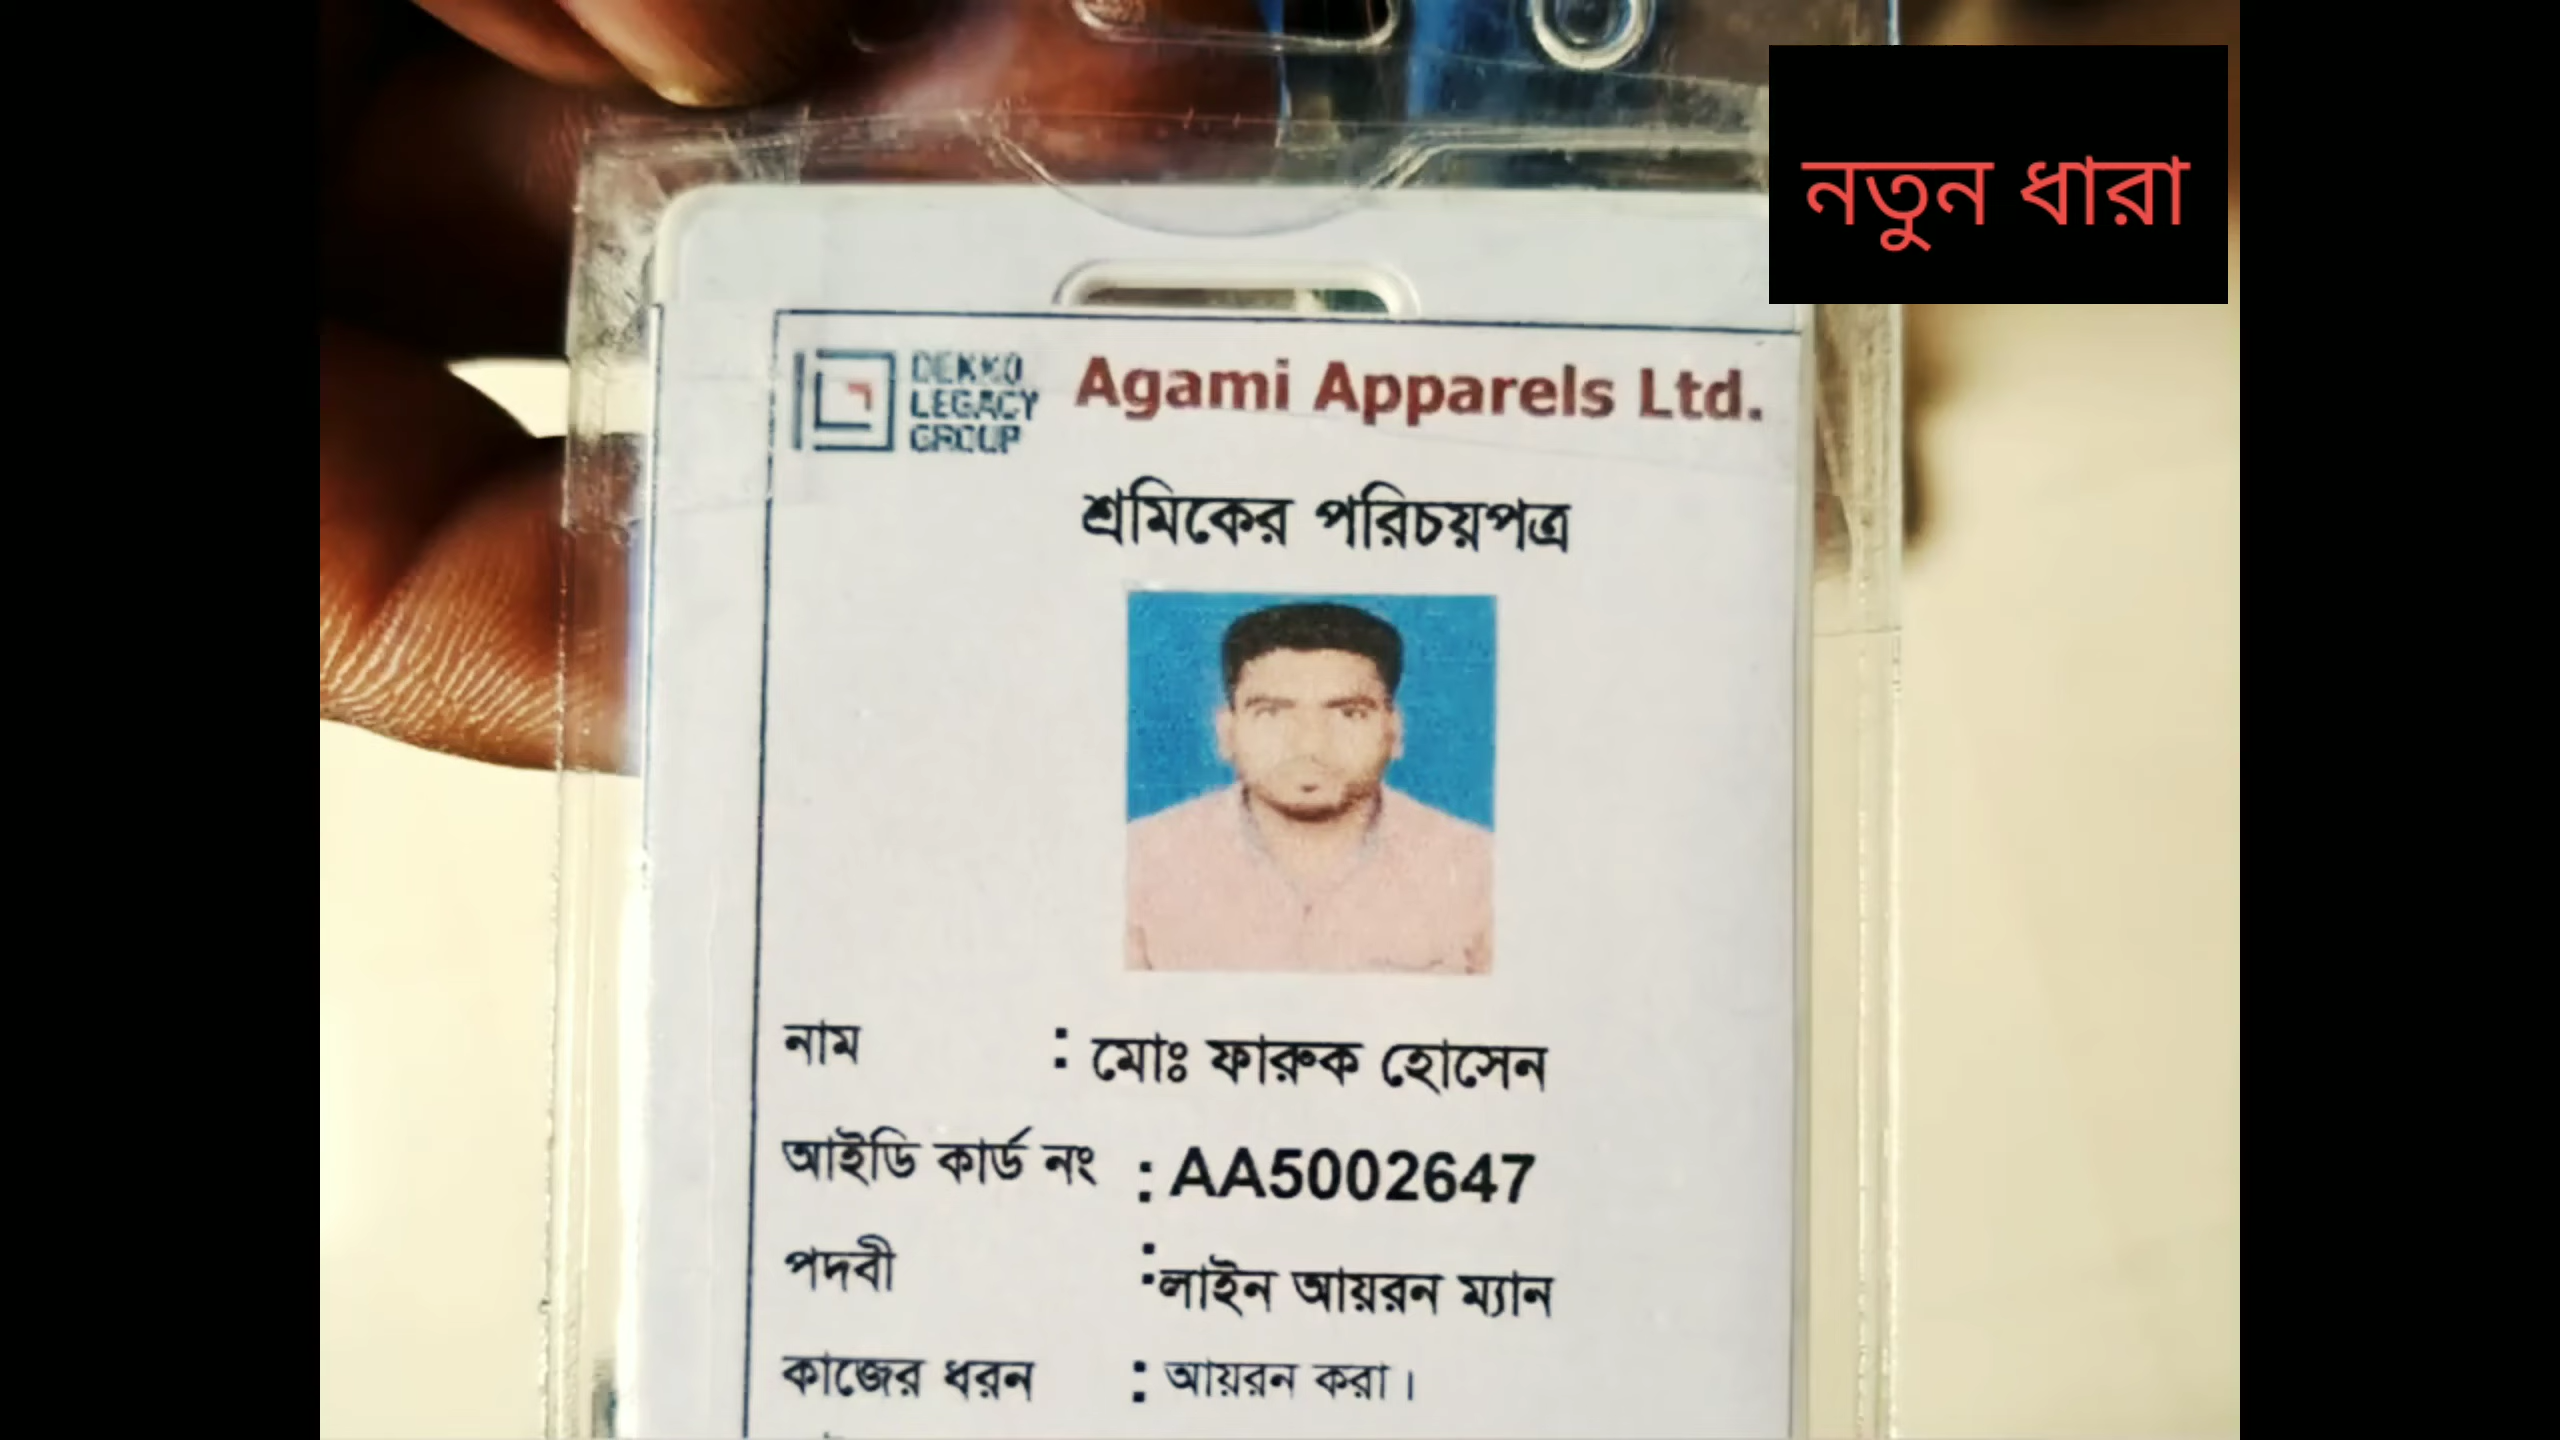 নতুন ধারা
DEKKO
LEGACY
GROUP
Agami Apparels Ltd.
শ্রমিকের পরিচয়পত্র
নাম : মোঃ ফারুক হোসেন
আইডি কার্ড নং : AA5002647
পদবী : লাইন আয়রন ম্যান
কাজের ধরন : আয়রন করা।